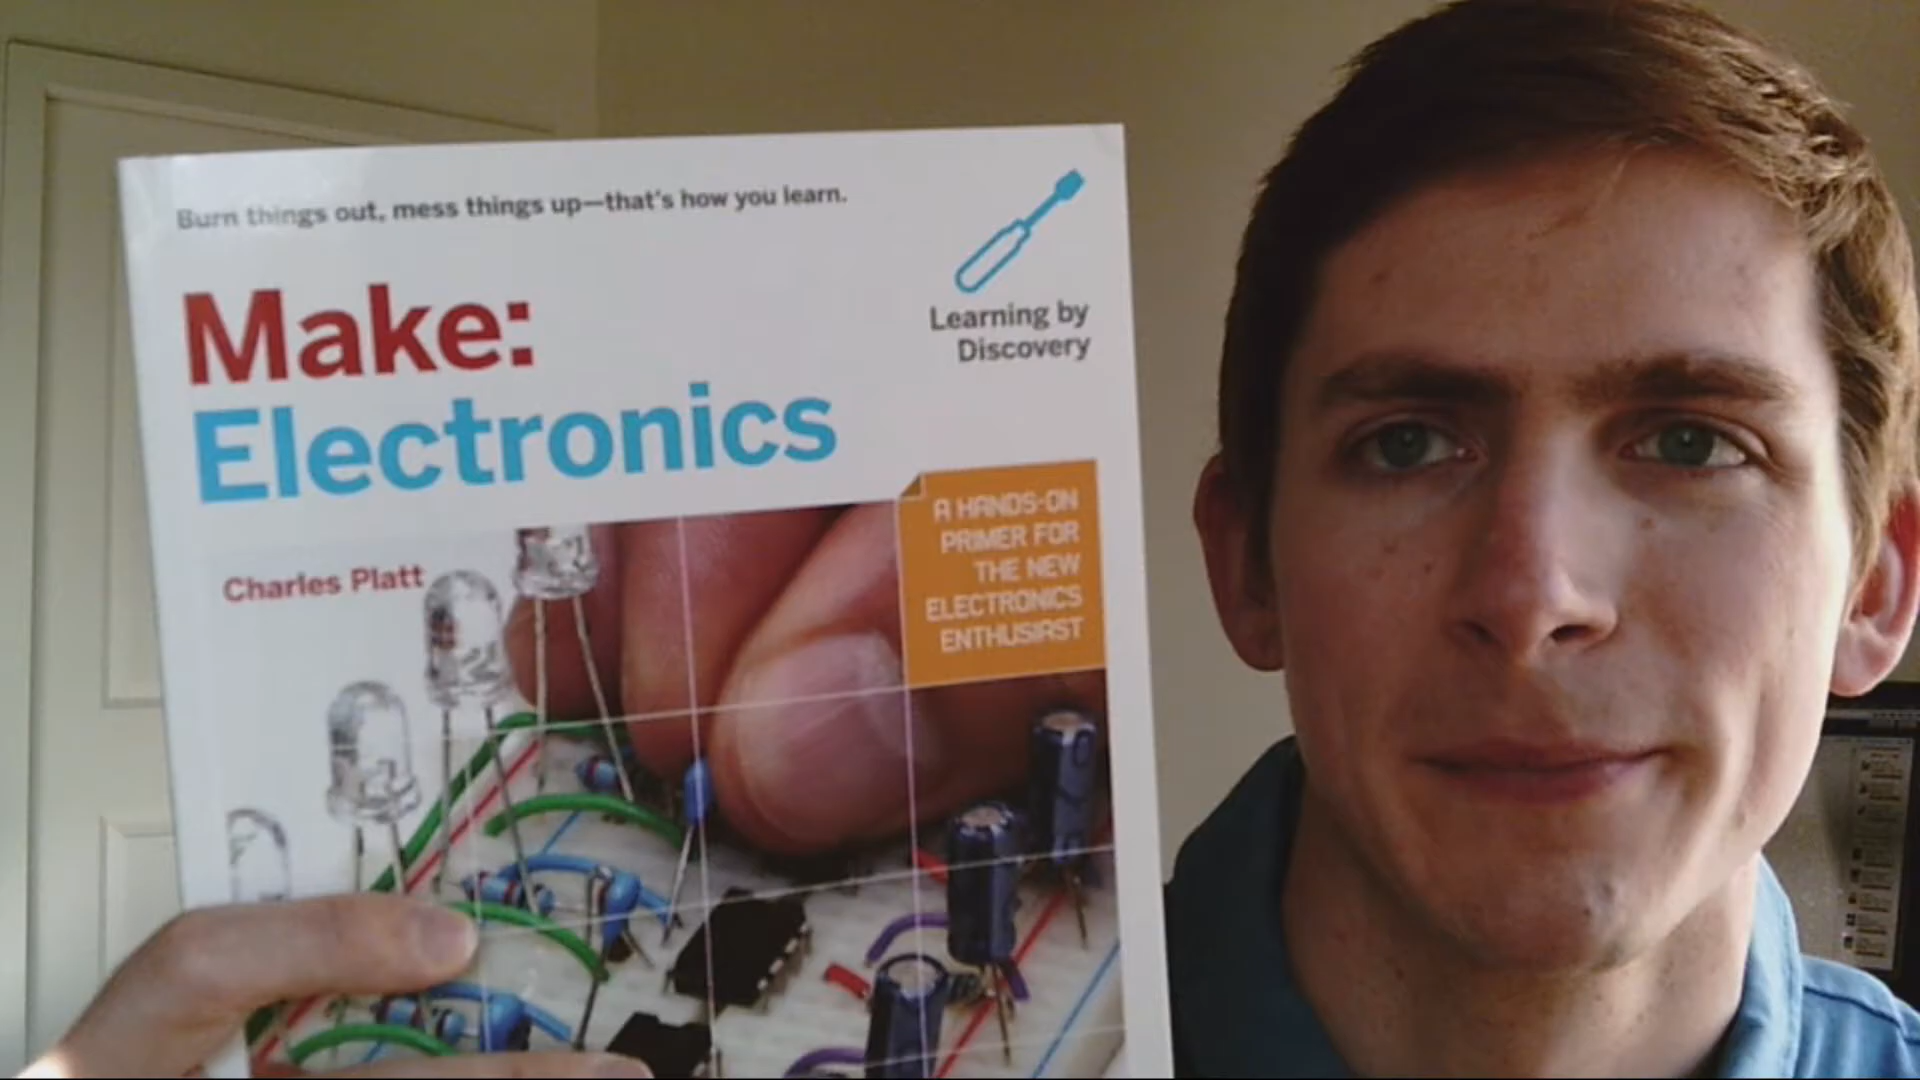 Burn things out, mess things up—that's how you learn.
Make:
Electronics
Learning by
Discovery
Charles Platt
A HANDS-ON
PRIMER FOR
THE NEW
ELECTRONICS
ENTHUSIAST